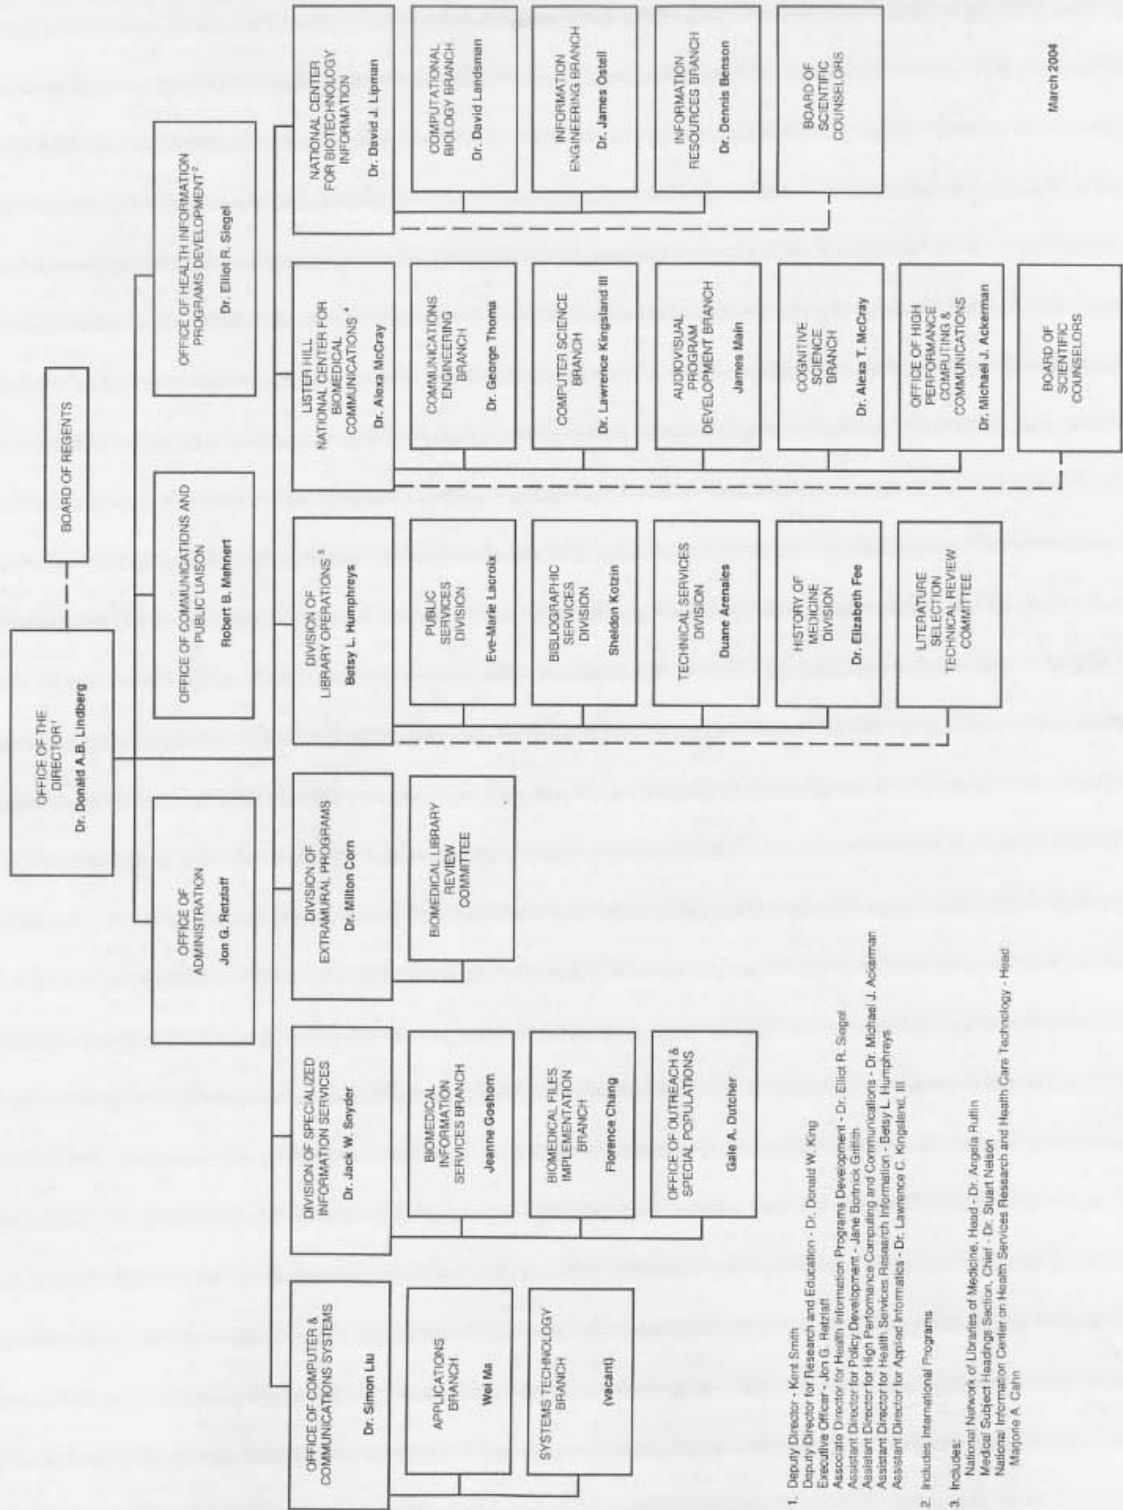 OFFICE OF THE
DIRECTOR¹
Dr. Donald A.B. Lindberg
BOARD OF REGENTS
OFFICE OF
ADMINISTRATION
Jon G. Retzlaff
OFFICE OF COMMUNICATIONS AND
PUBLIC LIAISON
Robert B. Mehnert
OFFICE OF HEALTH INFORMATION
PROGRAMS DEVELOPMENT²
Dr. Elliot R. Siegel
OFFICE OF COMPUTER &
COMMUNICATIONS SYSTEMS
Dr. Simon Liu
APPLICATIONS
BRANCH
Wei Ma
SYSTEMS TECHNOLOGY
BRANCH
(vacant)
DIVISION OF SPECIALIZED
INFORMATION SERVICES
Dr. Jack W. Snyder
BIOMEDICAL
INFORMATION
SERVICES BRANCH
Jeanne Goshorn
BIOMEDICAL FILES
IMPLEMENTATION
BRANCH
Florence Chang
OFFICE OF OUTREACH &
SPECIAL POPULATIONS
Gale A. Dutcher
DIVISION OF
EXTRAMURAL PROGRAMS
Dr. Milton Corn
BIOMEDICAL LIBRARY
REVIEW
COMMITTEE
DIVISION OF
LIBRARY OPERATIONS³
Betsy L. Humphreys
PUBLIC
SERVICES
DIVISION
Eve-Marie Lacroix
BIBLIOGRAPHIC
SERVICES
DIVISION
Sheldon Kotzin
TECHNICAL SERVICES
DIVISION
Duane Arenales
HISTORY OF
MEDICINE
DIVISION
Dr. Elizabeth Fee
LITERATURE
SELECTION
TECHNICAL REVIEW
COMMITTEE
LISTER HILL
NATIONAL CENTER FOR
BIOMEDICAL
COMMUNICATIONS ⁴
Dr. Alexa McCray
COMMUNICATIONS
ENGINEERING
BRANCH
Dr. George Thoma
COMPUTER SCIENCE
BRANCH
Dr. Lawrence Kingsland III
AUDIOVISUAL
PROGRAM
DEVELOPMENT BRANCH
James Main
COGNITIVE
SCIENCE
BRANCH
Dr. Alexa T. McCray
OFFICE OF HIGH
PERFORMANCE
COMPUTING &
COMMUNICATIONS
Dr. Michael J. Ackerman
BOARD OF
SCIENTIFIC
COUNSELORS
NATIONAL CENTER
FOR BIOTECHNOLOGY
INFORMATION
Dr. David J. Lipman
COMPUTATIONAL
BIOLOGY BRANCH
Dr. David Landsman
INFORMATION
ENGINEERING BRANCH
Dr. James Ostell
INFORMATION
RESOURCES BRANCH
Dr. Dennis Benson
BOARD OF
SCIENTIFIC
COUNSELORS
1. Deputy Director - Kent Smith
Deputy Director for Research and Education - Dr. Donald W. King
Executive Officer - Jon G. Retzlaff
Associate Director for Health Information Programs Development - Dr. Elliot R. Siegel
Assistant Director for Policy Development - Jane Bortnick Griffith
Assistant Director for High Performance Computing and Communications - Dr. Michael J. Ackerman
Assistant Director for Health Services Research Information - Betsy L. Humphreys
Assistant Director for Applied Informatics - Dr. Lawrence C. Kingsland, III
2. Includes International Programs
3. Includes:
National Network of Libraries of Medicine, Head - Dr. Angela Ruffin
Medical Subject Headings Section, Chief - Dr. Stuart Nelson
National Information Center on Health Services Research and Health Care Technology - Head
Marjorie A. Cahn
March 2004